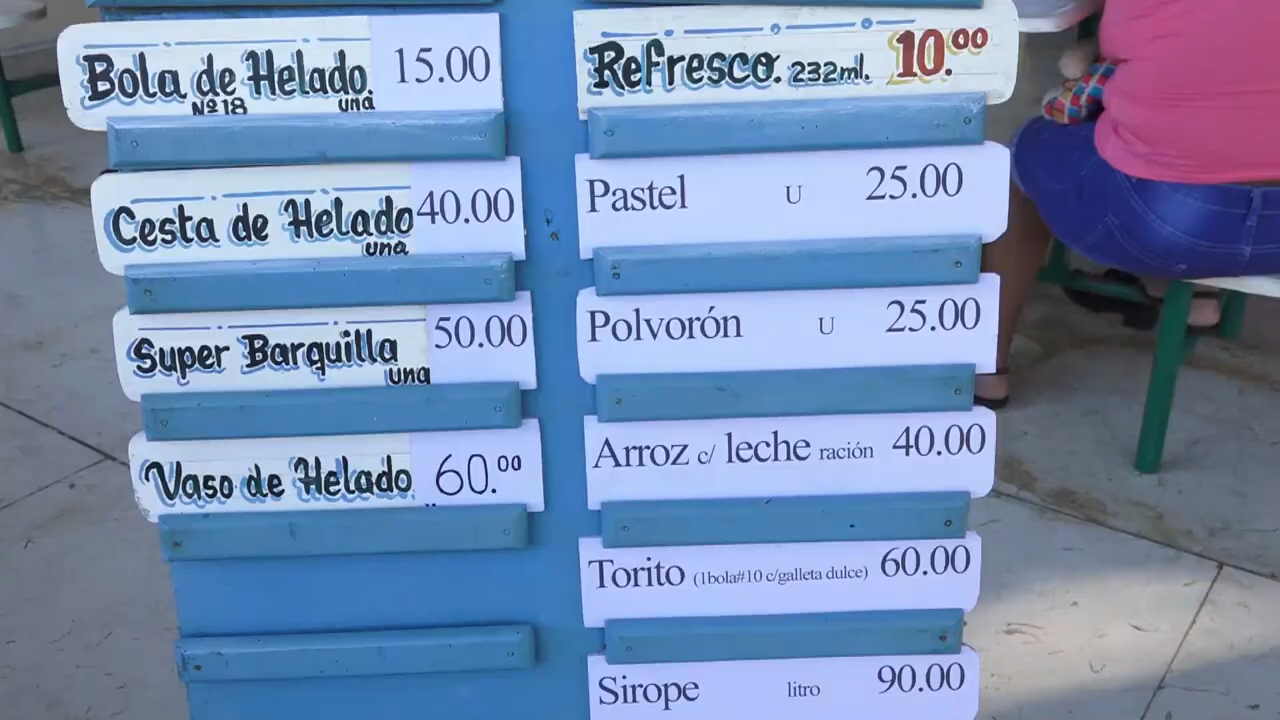 Bola de Helado. 15.00
Nº 18 una
Cesta de Helado 40.00
una
Super Barquilla 50.00
una
Vaso de Helado 60.00
"
Refresco. 232ml. 10.00
Pastel U 25.00
Polvorón U 25.00
Arroz c/ leche ración 40.00
Torito (1bola#10 c/galleta dulce) 60.00
Sirope litro 90.00